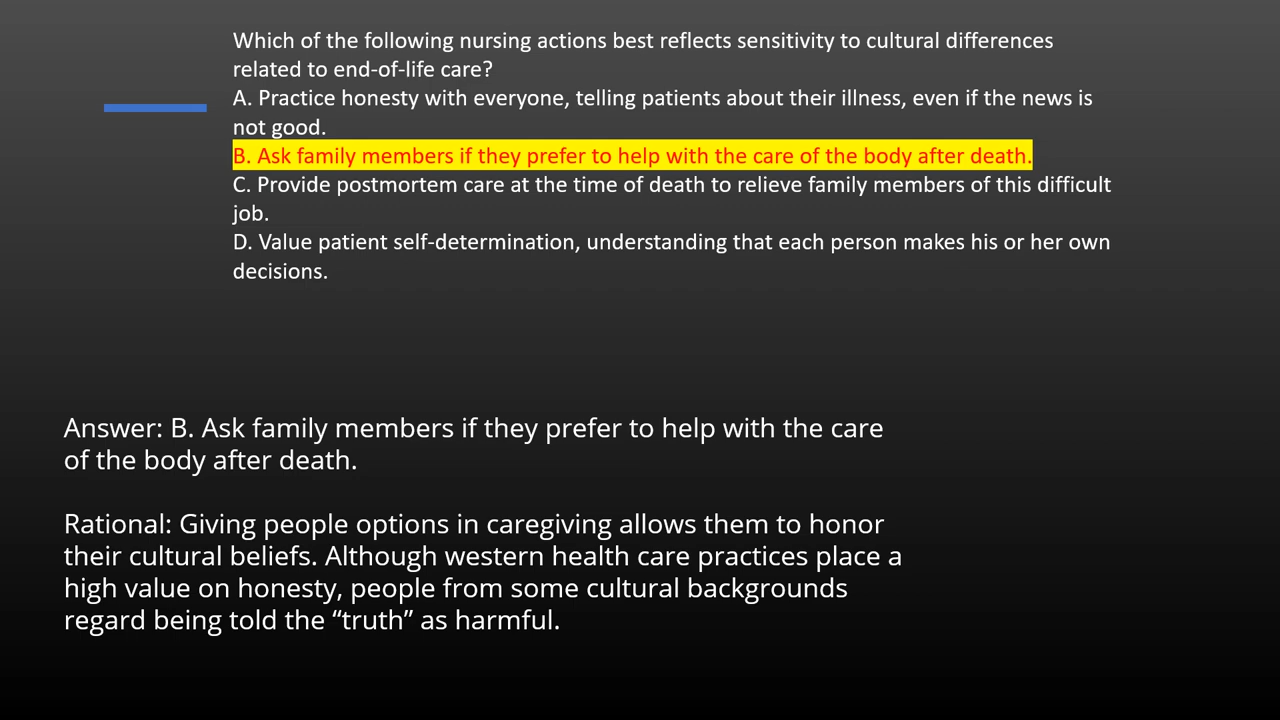 Which of the following nursing actions best reflects sensitivity to cultural differences
related to end-of-life care?
A. Practice honesty with everyone, telling patients about their illness, even if the news is
not good.
B. Ask family members if they prefer to help with the care of the body after death.
C. Provide postmortem care at the time of death to relieve family members of this difficult
job.
D. Value patient self-determination, understanding that each person makes his or her own
decisions.
Answer: B. Ask family members if they prefer to help with the care
of the body after death.
Rational: Giving people options in caregiving allows them to honor
their cultural beliefs. Although western health care practices place a
high value on honesty, people from some cultural backgrounds
regard being told the “truth” as harmful.